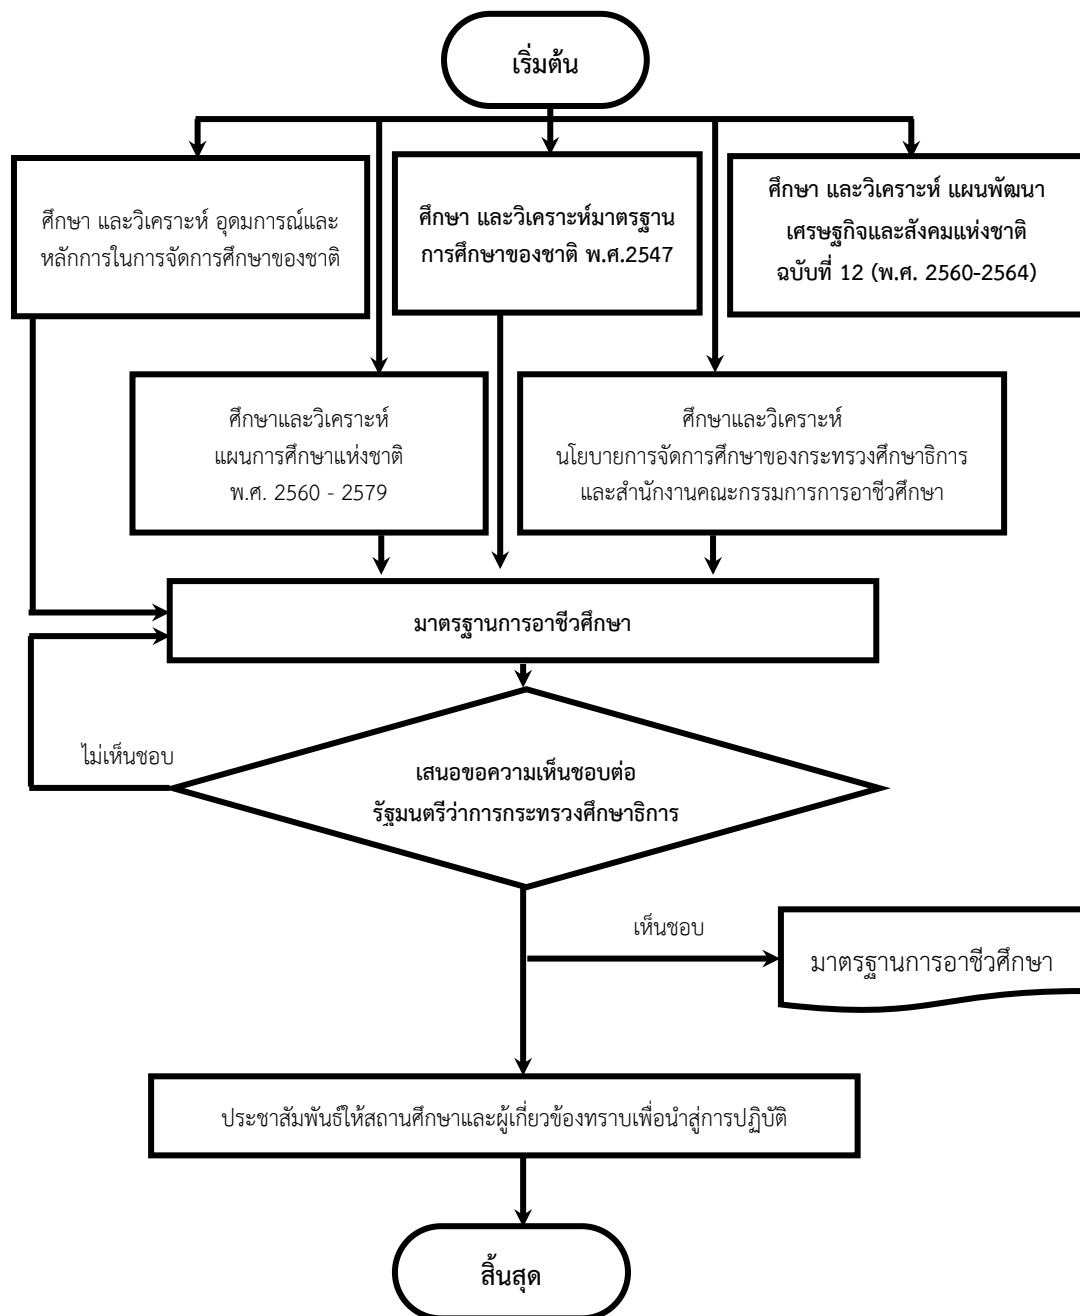 เริ่มต้น
ศึกษา และวิเคราะห์ อุดมการณ์และ
หลักการในการจัดการศึกษาของชาติ
ศึกษา และวิเคราะห์มาตรฐาน
การศึกษาของชาติ พ.ศ.2547
ศึกษา และวิเคราะห์ แผนพัฒนา
เศรษฐกิจและสังคมแห่งชาติ
ฉบับที่ 12 (พ.ศ. 2560-2564)
ศึกษาและวิเคราะห์
แผนการศึกษาแห่งชาติ
พ.ศ. 2560 - 2579
ศึกษาและวิเคราะห์
นโยบายการจัดการศึกษาของกระทรวงศึกษาธิการ
และสำนักงานคณะกรรมการการอาชีวศึกษา
มาตรฐานการอาชีวศึกษา
ไม่เห็นชอบ
เสนอขอความเห็นชอบต่อ
รัฐมนตรีว่าการกระทรวงศึกษาธิการ
เห็นชอบ
มาตรฐานการอาชีวศึกษา
ประชาสัมพันธ์ให้สถานศึกษาและผู้เกี่ยวข้องทราบเพื่อนำสู่การปฏิบัติ
สิ้นสุด